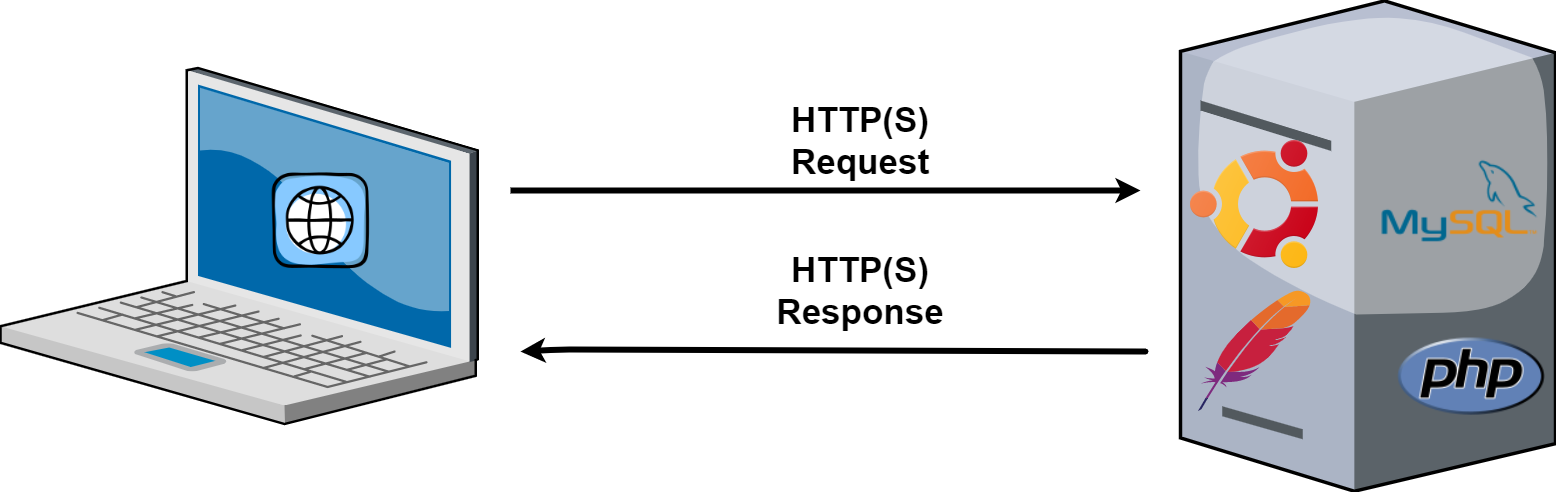 HTTP(S)
Request
MySQL
HTTP(S)
Response
php